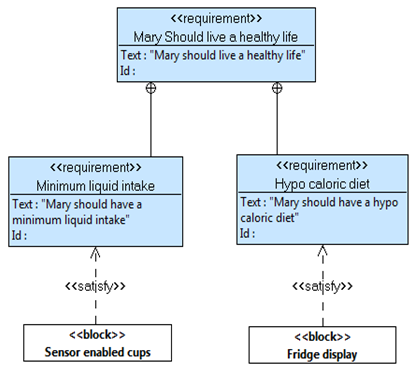 <<requirement>>
Mary Should live a healthy life
Text : "Mary should live a healthy life"
Id :
<<requirement>>
Minimum liquid intake
Text : "Mary should have a
minimum liquid intake"
Id :
<<requirement>>
Hypo caloric diet
Text : "Mary should have a hypo
caloric diet"
Id :
<<satisfy>>
<<satisfy>>
<<block>>
Sensor enabled cups
<<block>>
Fridge display